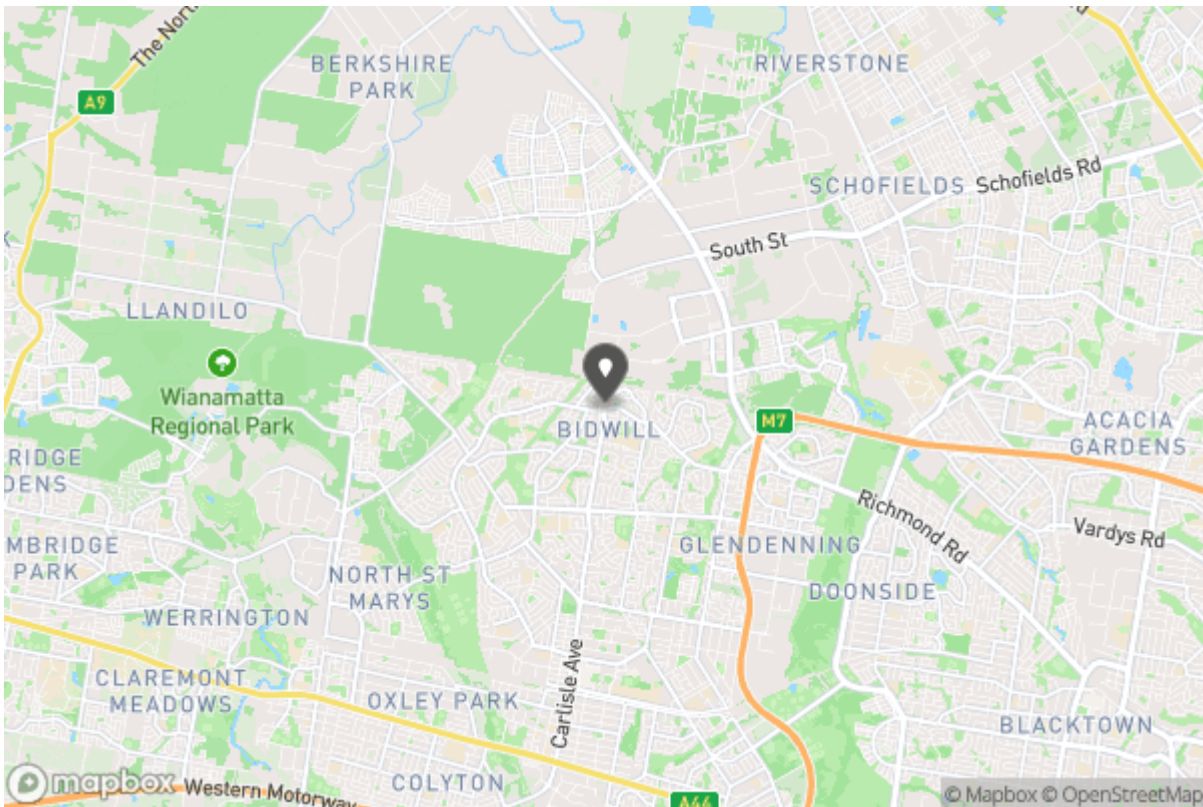 The North
BERKSHIRE
PARK
RIVERSTONE
Rd
A9
SCHOFIELDS
Schofields Rd
South St
LLANDILO
Wianamatta
Regional Park
BIDWILL
M7
ACACIA
GARDENS
RIDGE
DENS
Richmond Rd
Vardys Rd
MBRIDGE
PARK
GLENDENNING
NORTH ST
MARYS
DOONSIDE
WERRINGTON
Carlisle Ave
CLAREMONT
MEADOWS
OXLEY PARK
BLACKTOWN
COLYTON
mapbox
Western Motorway
A44
© Mapbox © OpenStreetMap